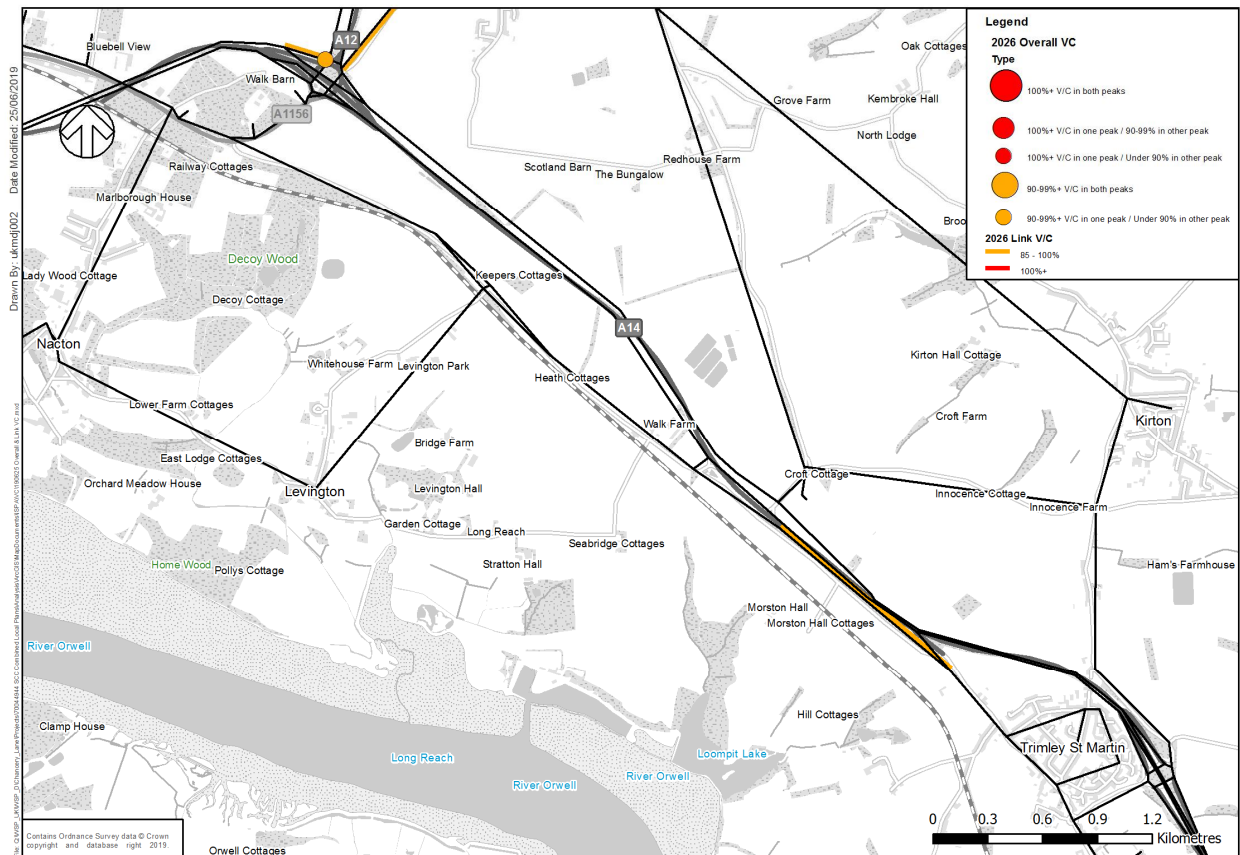 Legend
2026 Overall VC
Type
100%+ V/C in both peaks
100%+ V/C in one peak / 90-99% in other peak
100%+ V/C in one peak / Under 90% in other peak
90-99%+ V/C in both peaks
90-99%+ V/C in one peak / Under 90% in other peak
2026 Link V/C
85 - 100%
100%+
Bluebell View
A12
Oak Cottages
Walk Barn
Grove Farm
Kembroke Hall
A1156
North Lodge
Railway Cottages
Scotland Barn
The Bungalow
Redhouse Farm
Marlborough House
Broo
Decoy Wood
Lady Wood Cottage
Keepers Cottages
Decoy Cottage
A14
Nacton
Kirton Hall Cottage
Whitehouse Farm
Levington Park
Heath Cottages
Lower Farm Cottages
Croft Farm
Kirton
Walk Farm
Bridge Farm
East Lodge Cottages
Croft Cottage
Orchard Meadow House
Levington
Levington Hall
Innocence Cottage
Innocence Farm
Garden Cottage
Long Reach
Seabridge Cottages
Home Wood
Pollys Cottage
Stratton Hall
Ham's Farmhouse
Morston Hall
Morston Hall Cottages
River Orwell
Hill Cottages
Clamp House
Trimley St Martin
Long Reach
Loompit Lake
River Orwell
River Orwell
Orwell Cottages
0 0.3 0.6 0.9 1.2
Kilometres
Contains Ordnance Survey data © Crown
copyright and database right 2019.
Drawn By: ukmdj002 Date Modified: 25/06/2019